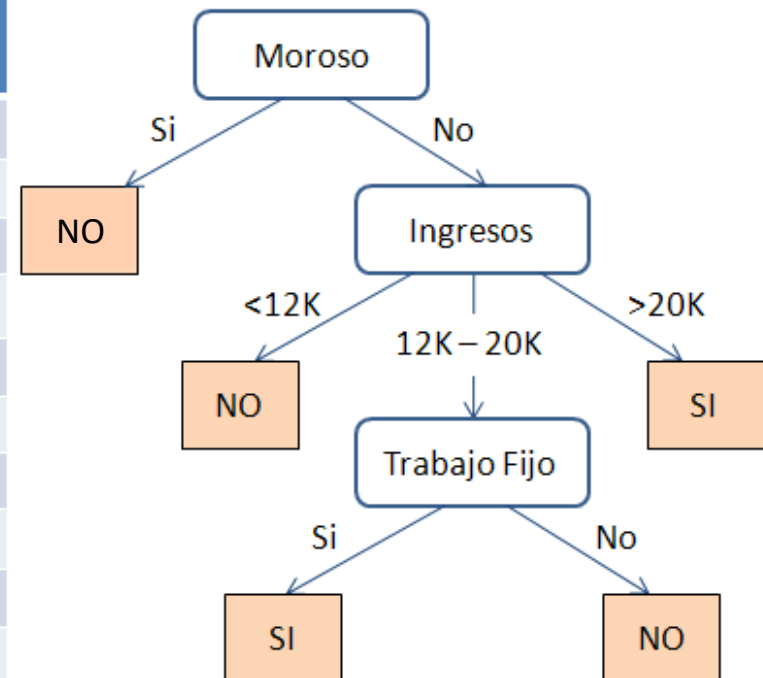 Moroso
Si
No
NO
Ingresos
<12K
12K – 20K
>20K
NO
SI
Trabajo Fijo
Si
No
SI
NO